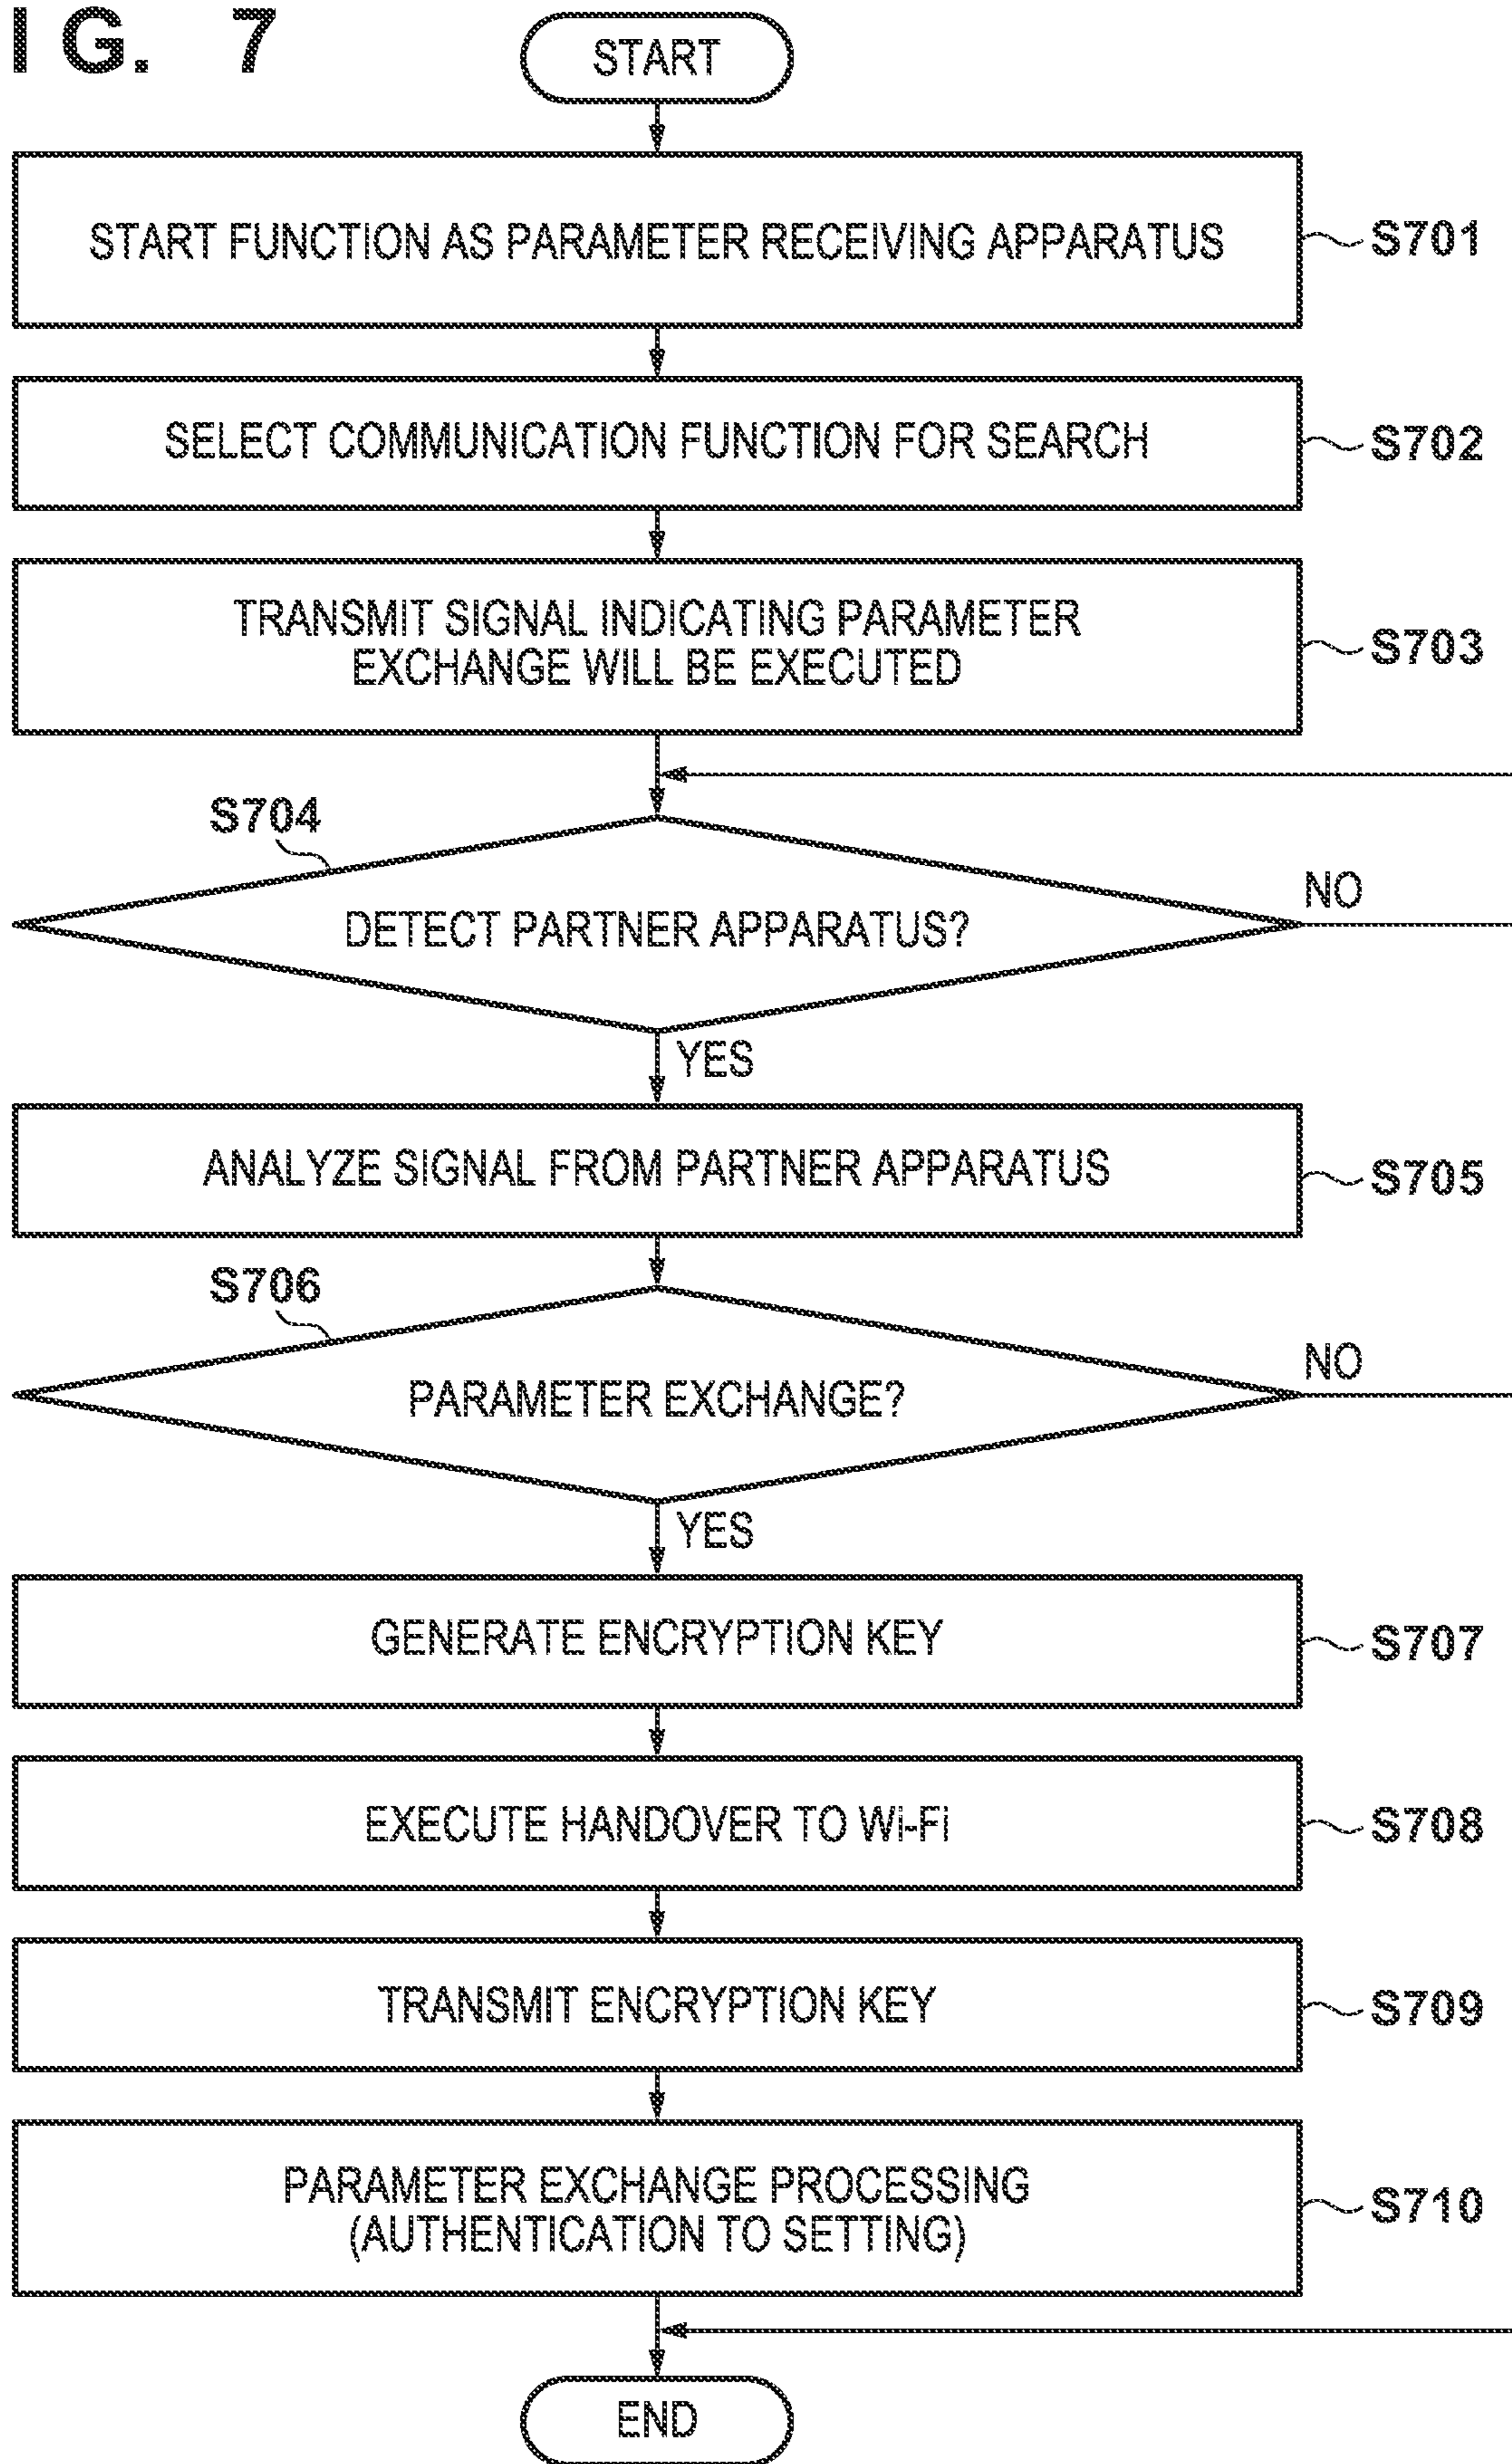 I G. 7
START
START FUNCTION AS PARAMETER RECEIVING APPARATUS
S701
SELECT COMMUNICATION FUNCTION FOR SEARCH
S702
TRANSMIT SIGNAL INDICATING PARAMETER
EXCHANGE WILL BE EXECUTED
S703
S704
DETECT PARTNER APPARATUS?
NO
YES
ANALYZE SIGNAL FROM PARTNER APPARATUS
S705
S706
PARAMETER EXCHANGE?
NO
YES
GENERATE ENCRYPTION KEY
S707
EXECUTE HANDOVER TO Wi-Fi
S708
TRANSMIT ENCRYPTION KEY
S709
PARAMETER EXCHANGE PROCESSING
(AUTHENTICATION TO SETTING)
S710
END